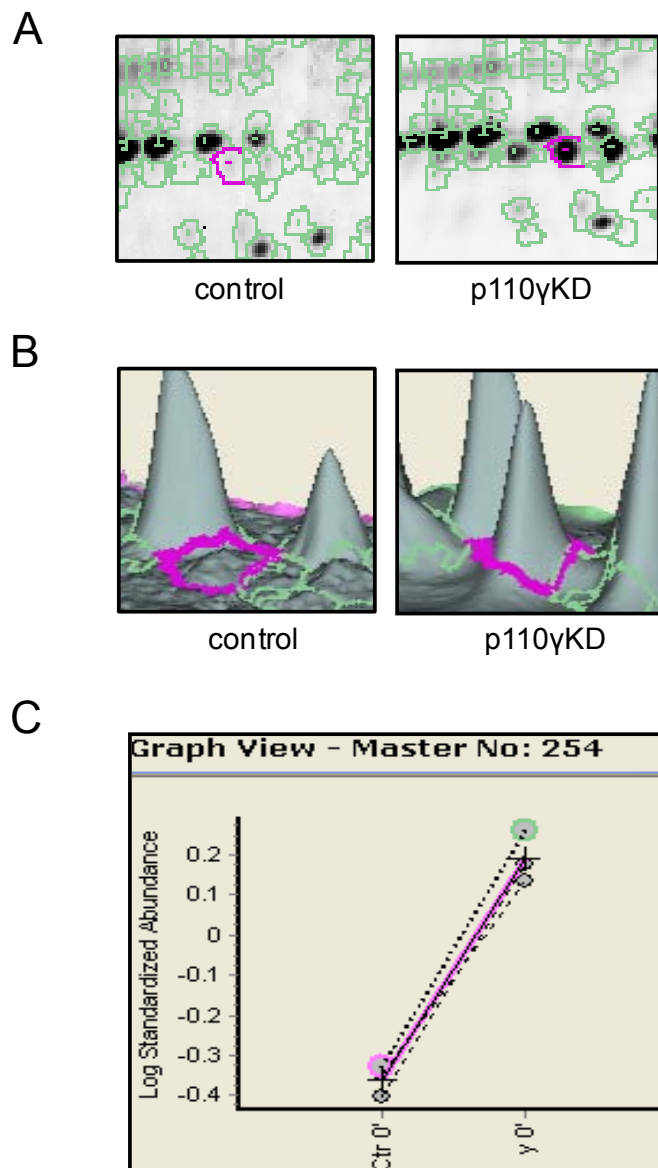 A
control
p110γKD
B
control
p110γKD
C
Graph View - Master No: 254
Log Standardized Abundance
0.2
0.1
0
-0.1
-0.2
-0.3
-0.4
Ctr 0'
γ 0'